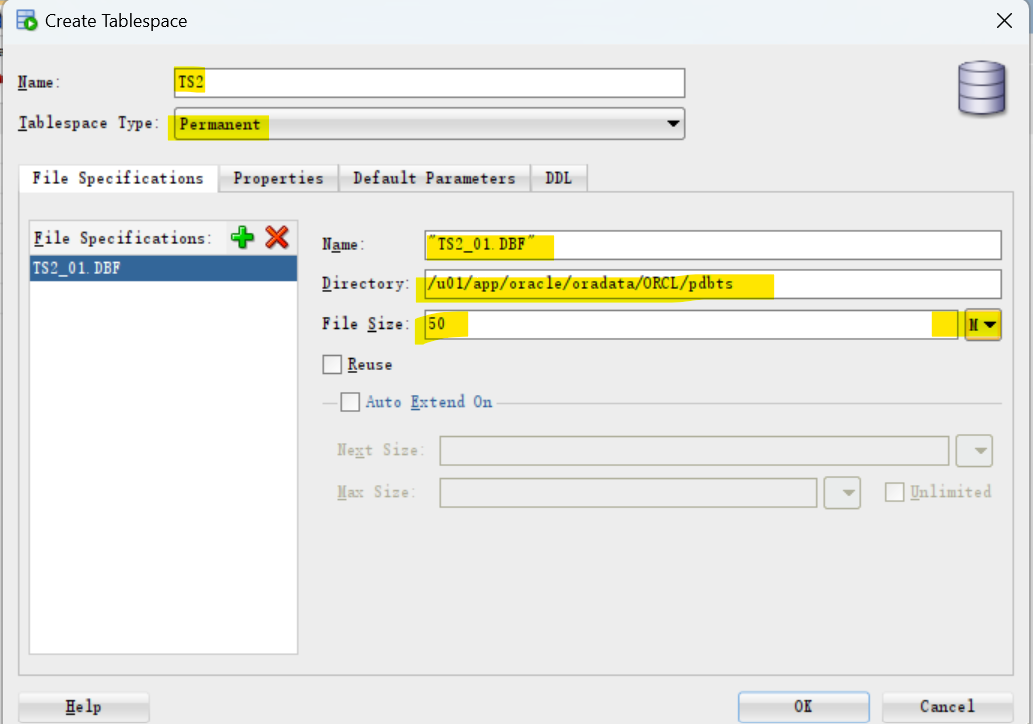 Create Tablespace
Name: TS2
Tablespace Type: Permanent
File Specifications Properties Default Parameters DDL
File Specifications:
TS2_01.DBF
Name: "TS2_01.DBF"
Directory: /u01/app/oracle/oradata/ORCL/pdbts
File Size: 50 M
Reuse
Auto Extend On
Next Size:
Max Size: Unlimited
Help OK Cancel